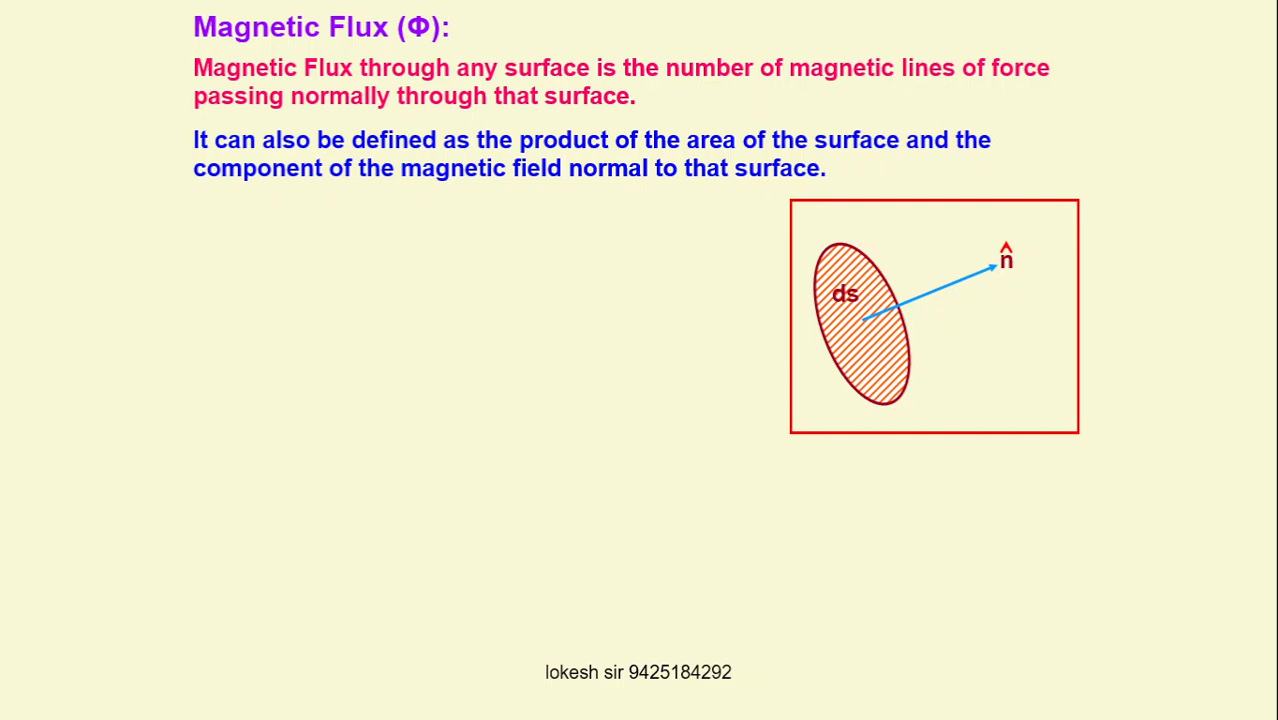 Magnetic Flux (Φ):
Magnetic Flux through any surface is the number of magnetic lines of force
passing normally through that surface.
It can also be defined as the product of the area of the surface and the
component of the magnetic field normal to that surface.
n̂
ds
lokesh sir 9425184292